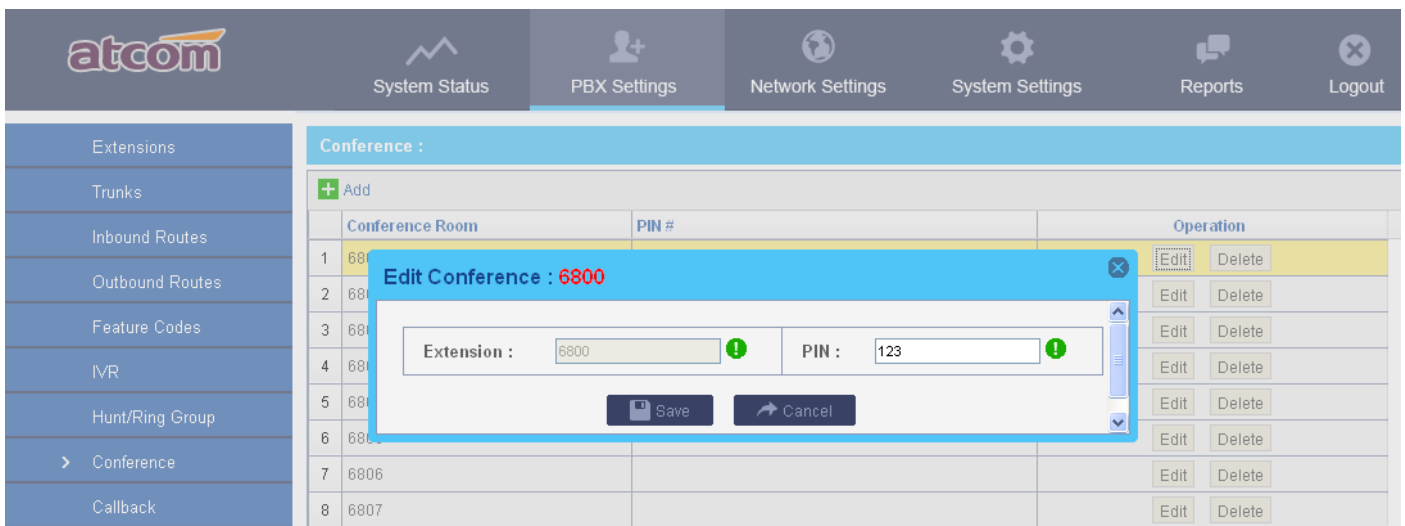 atcom
System Status PBX Settings Network Settings System Settings Reports Logout
Extensions
Trunks
Inbound Routes
Outbound Routes
Feature Codes
IVR
Hunt/Ring Group
Conference
Callback
Conference :
Add
Conference Room PIN # Operation
1 Edit Delete
2 Edit Delete
3 Edit Delete
4 Edit Delete
5 Edit Delete
6 Edit Delete
7 6806 Edit Delete
8 6807 Edit Delete
Edit Conference : 6800
Extension : 6800 PIN : 123
Save Cancel